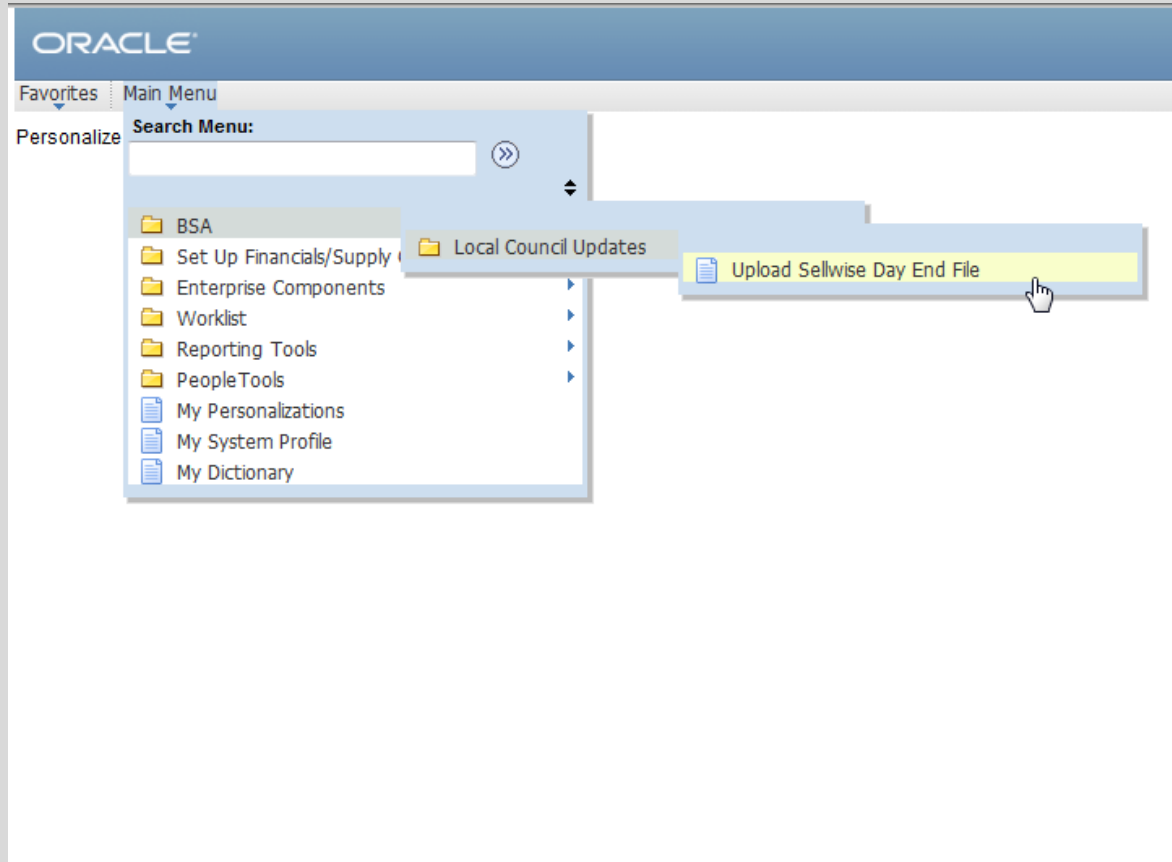 ORACLE
Favorites Main Menu
Personalize
Search Menu:
BSA
Local Council Updates
Upload Sellwise Day End File
Set Up Financials/Supply
Enterprise Components
Worklist
Reporting Tools
PeopleTools
My Personalizations
My System Profile
My Dictionary